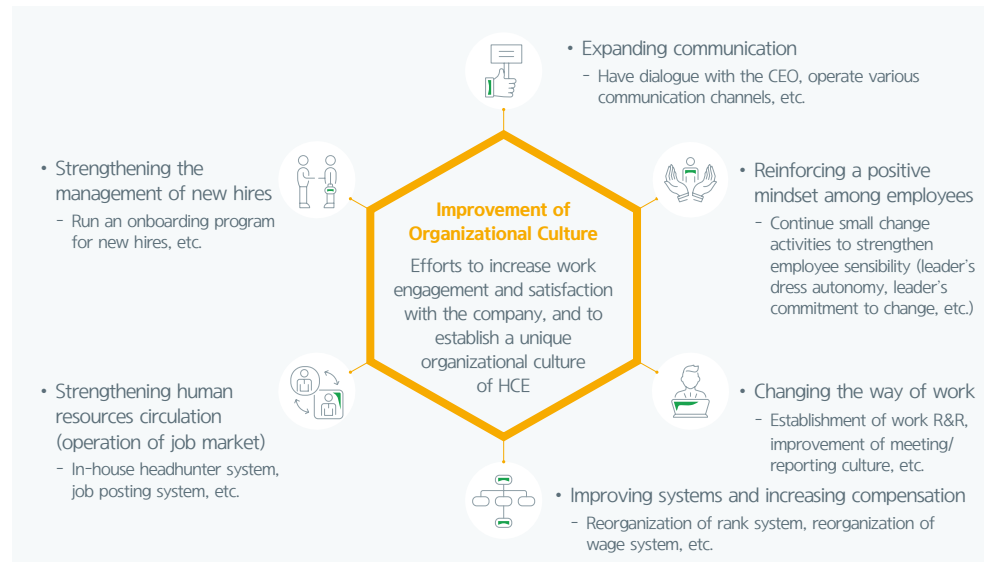 • Expanding communication
- Have dialogue with the CEO, operate various
communication channels, etc.
• Strengthening the
management of new hires
- Run an onboarding program
for new hires, etc.
• Reinforcing a positive
mindset among employees
- Continue small change
activities to strengthen
employee sensibility (leader's
dress autonomy, leader's
commitment to change, etc.)
Improvement of
Organizational Culture
Efforts to increase work
engagement and satisfaction
with the company, and to
establish a unique
organizational culture
of HCE
• Strengthening human
resources circulation
(operation of job market)
- In-house headhunter system,
job posting system, etc.
• Changing the way of work
- Establishment of work R&R,
improvement of meeting/
reporting culture, etc.
• Improving systems and increasing compensation
- Reorganization of rank system, reorganization of
wage system, etc.